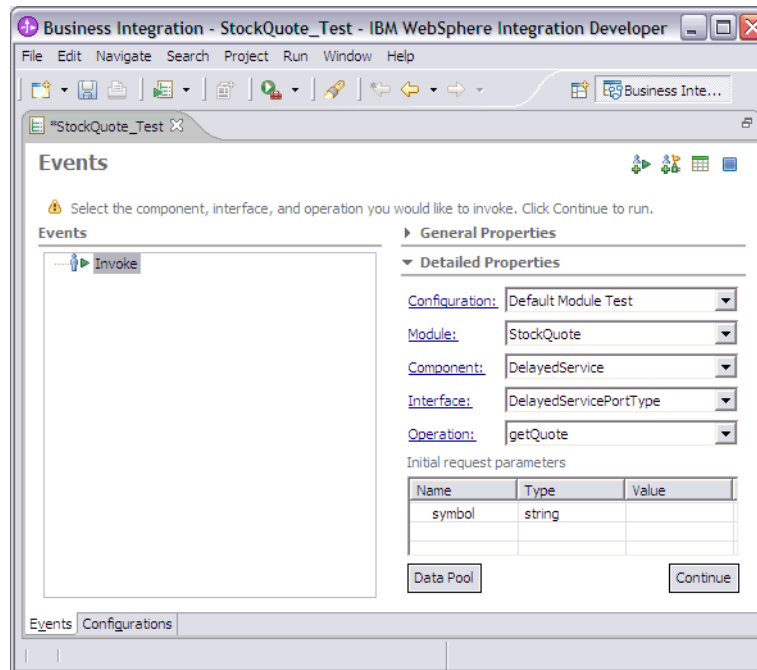 Business Integration - StockQuote_Test - IBM WebSphere Integration Developer
File Edit Navigate Search Project Run Window Help
Business Inte...
*StockQuote_Test
Events
Select the component, interface, and operation you would like to invoke. Click Continue to run.
Events
General Properties
Invoke
Detailed Properties
Configuration: Default Module Test
Module: StockQuote
Component: DelayedService
Interface: DelayedServicePortType
Operation: getQuote
Initial request parameters
Name Type Value
symbol string
Data Pool Continue
Events Configurations